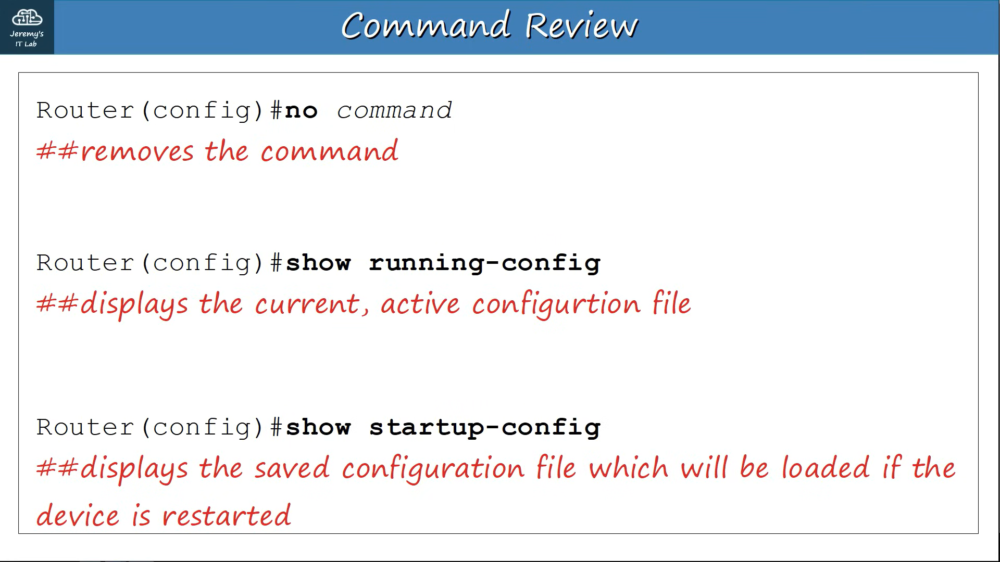 Jeremy's
IT Lab
Command Review
Router(config)#no command
##removes the command
Router(config)#show running-config
##displays the current, active configurtion file
Router(config)#show startup-config
##displays the saved configuration file which will be loaded if the
device is restarted